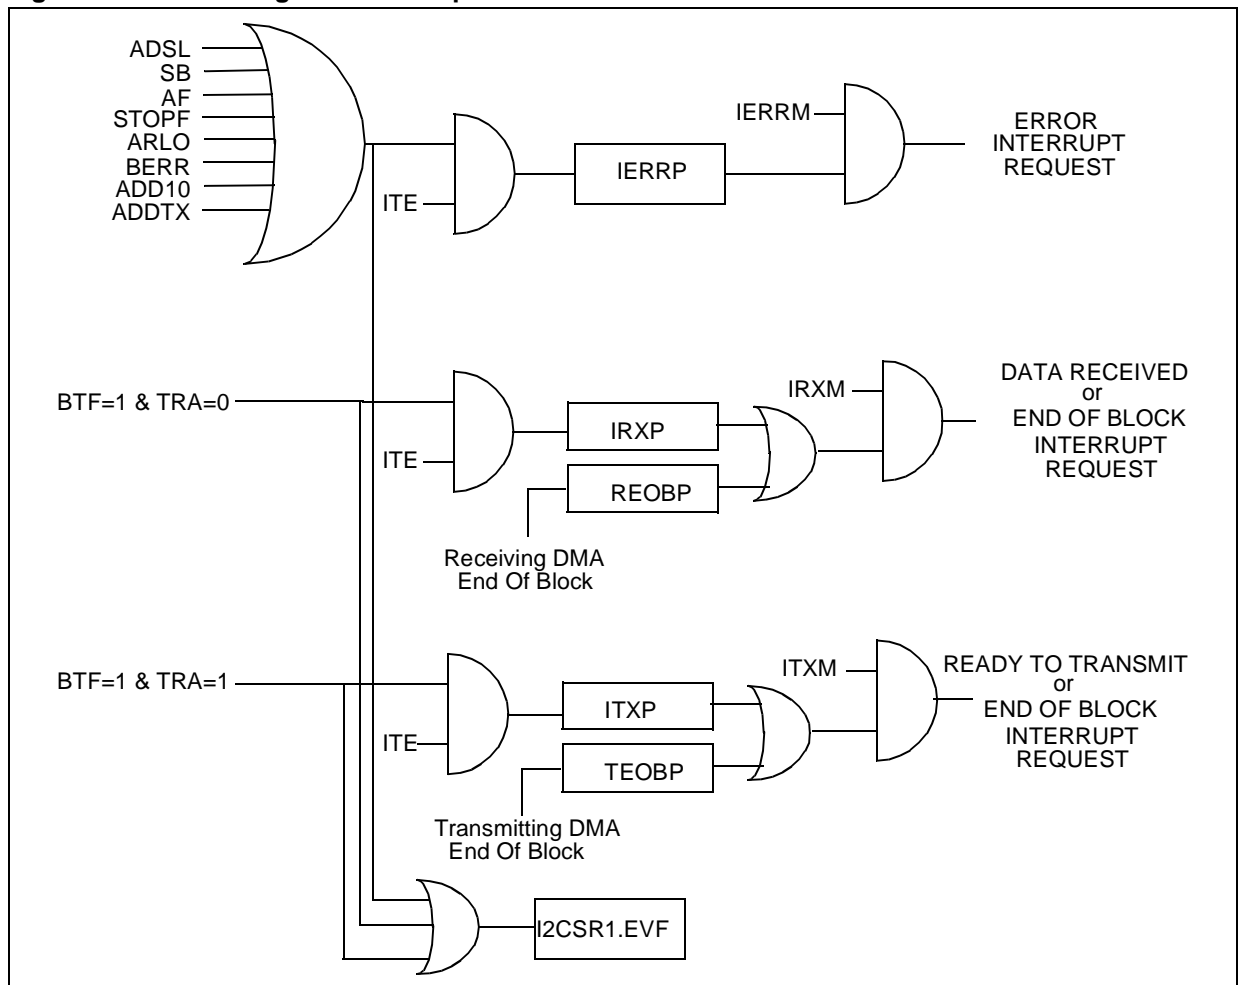 ADSL
SB
AF
STOPF
ARLO
BERR
ADD10
ADDTX
ITE
IERRP
IERRM
ERROR
INTERRUPT
REQUEST
BTF=1 & TRA=0
ITE
IRXP
REOBP
Receiving DMA
End Of Block
IRXM
DATA RECEIVED
or
END OF BLOCK
INTERRUPT
REQUEST
BTF=1 & TRA=1
ITE
ITXP
TEOBP
Transmitting DMA
End Of Block
ITXM
READY TO TRANSMIT
or
END OF BLOCK
INTERRUPT
REQUEST
I2CSR1.EVF